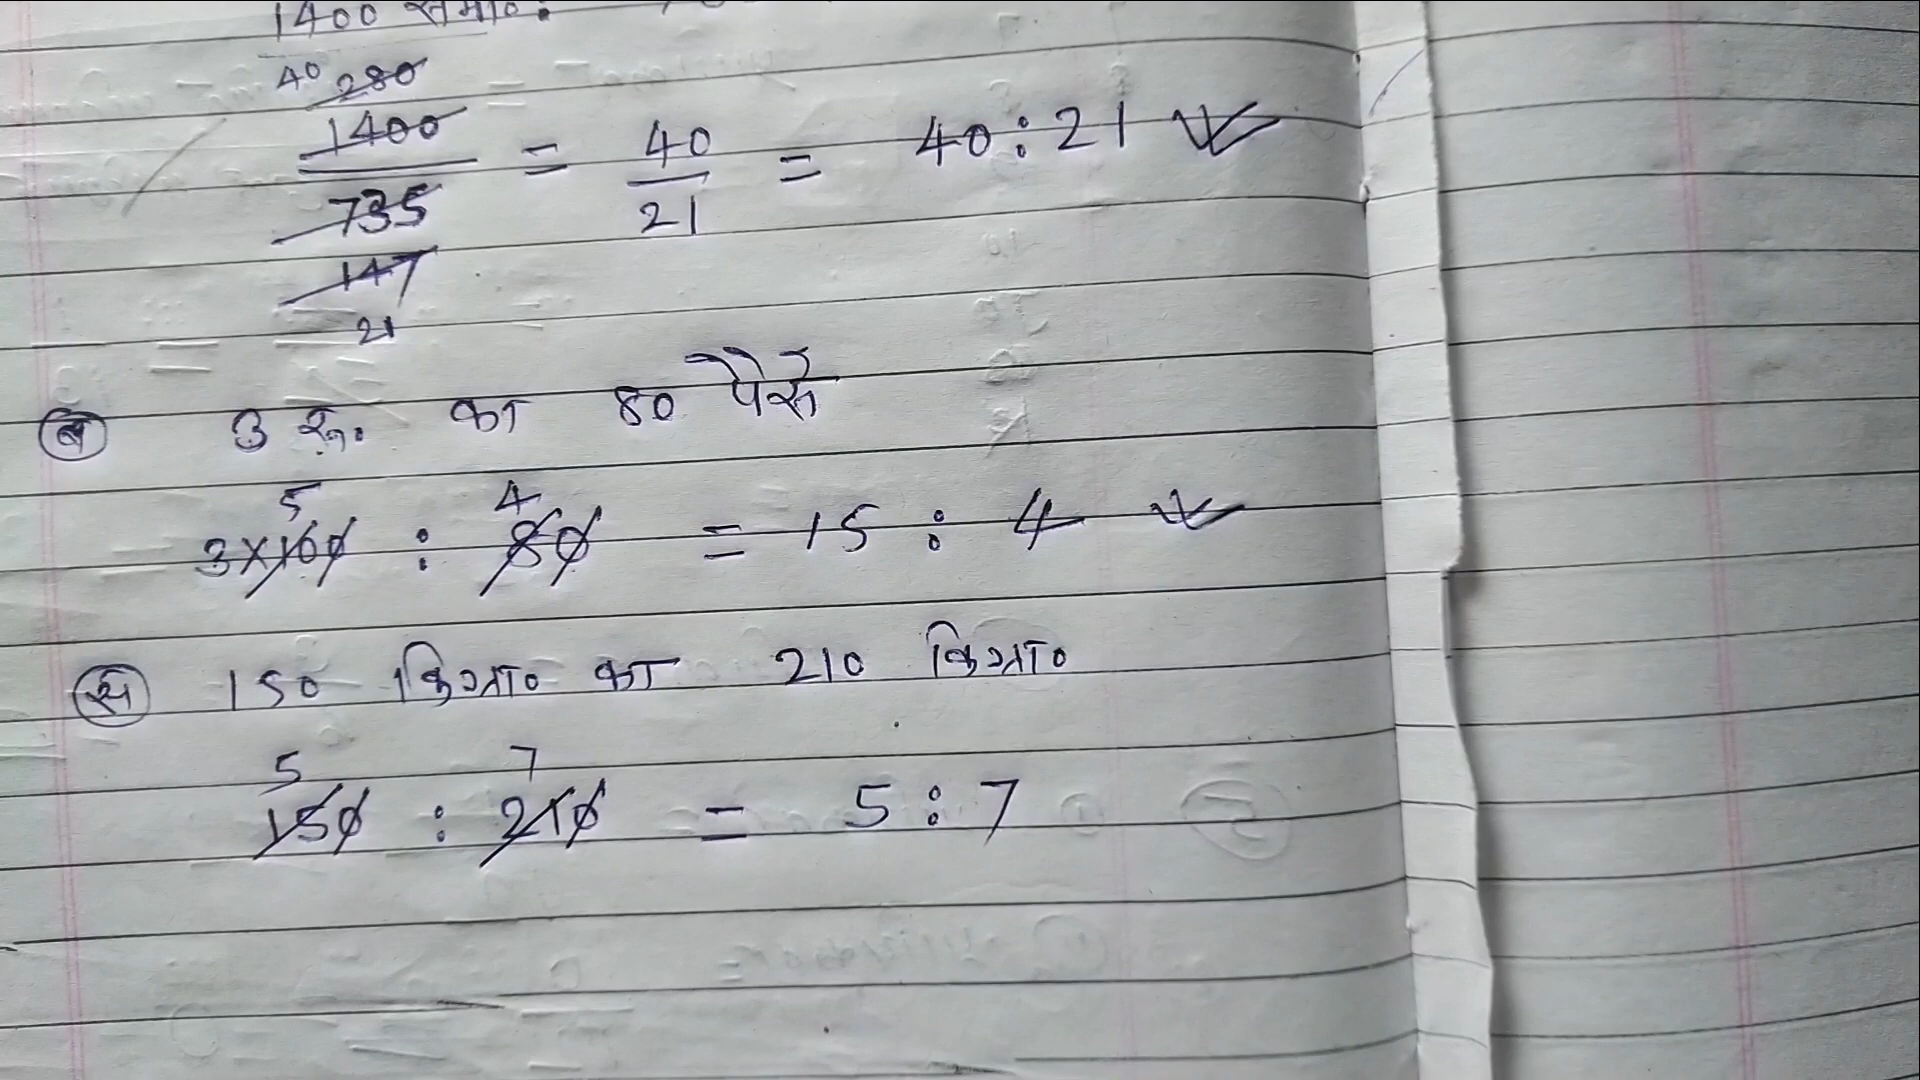 1400
40 280
1400 / 735 = 40 / 21 = 40 : 21
147
21
(ब) 3 रु. का 80 पैसे
5 4
3×100 : 80 = 15 : 4
(स) 150 किग्रा० का 210 किग्रा०
5 7
150 : 210 = 5 : 7